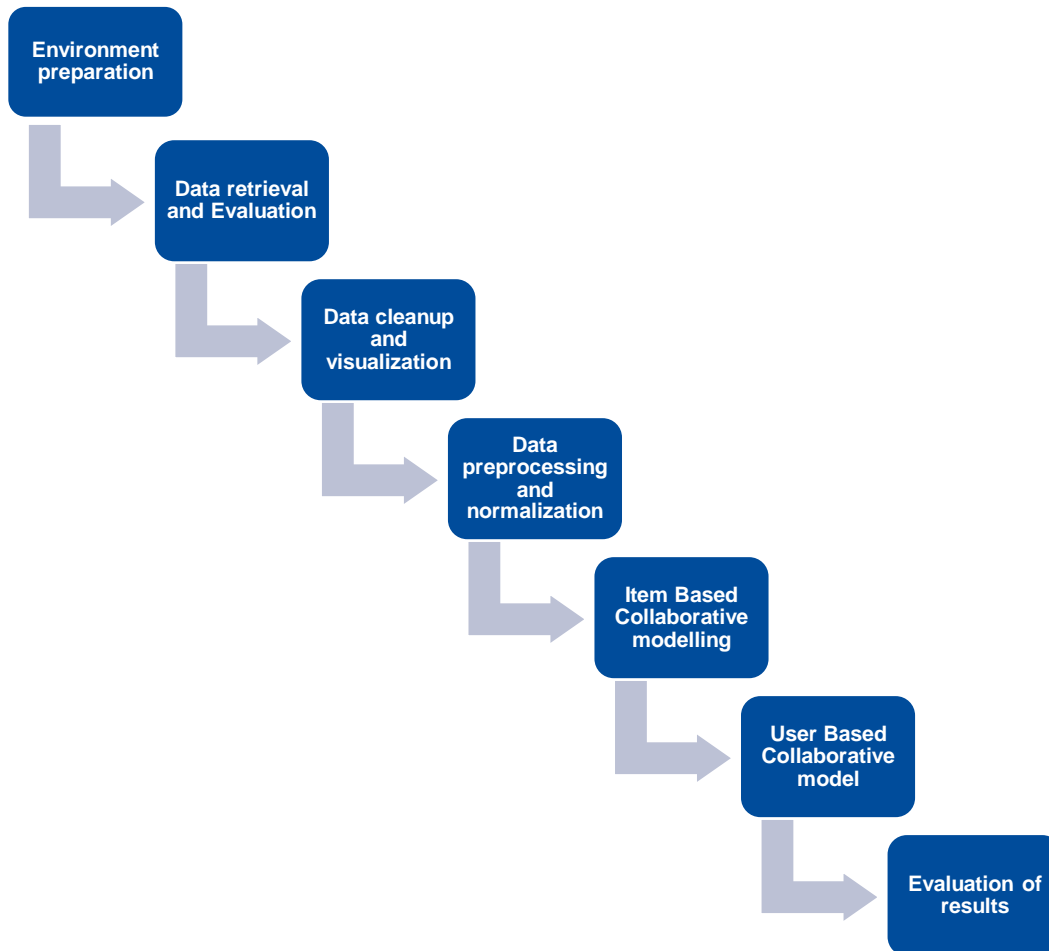 Environment
preparation
Data retrieval
and Evaluation
Data cleanup
and
visualization
Data
preprocessing
and
normalization
Item Based
Collaborative
modelling
User Based
Collaborative
model
Evaluation of
results